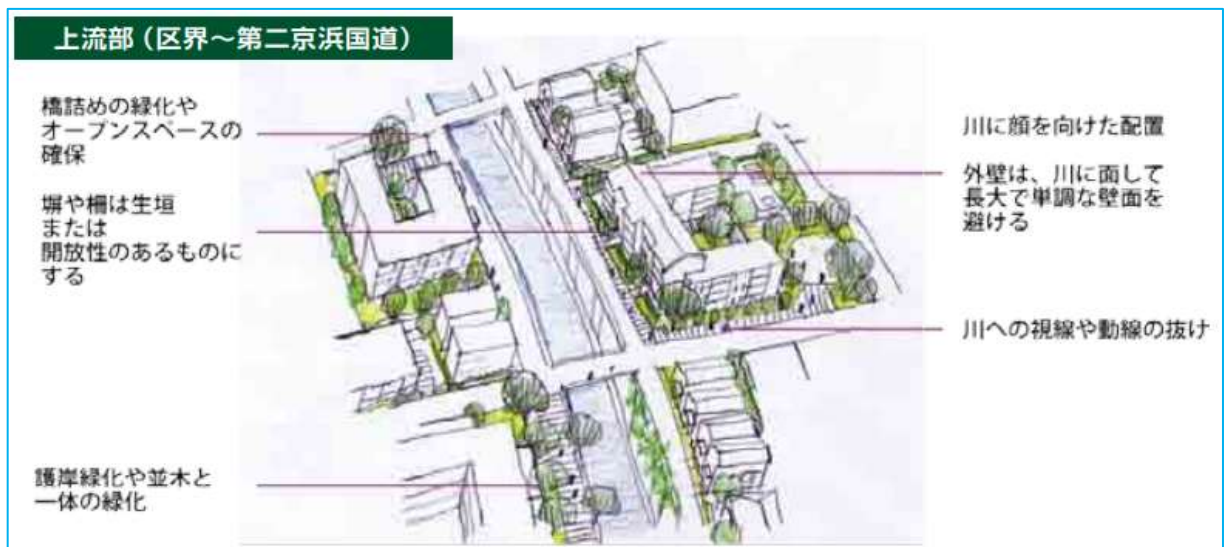 上流部（区界～第二京浜国道）
橋詰めの緑化や
オープンスペースの
確保
塀や柵は生垣
または
開放性のあるものに
する
護岸緑化や並木と
一体の緑化
川に顔を向けた配置
外壁は、川に面して
長大で単調な壁面を
避ける
川への視線や動線の抜け